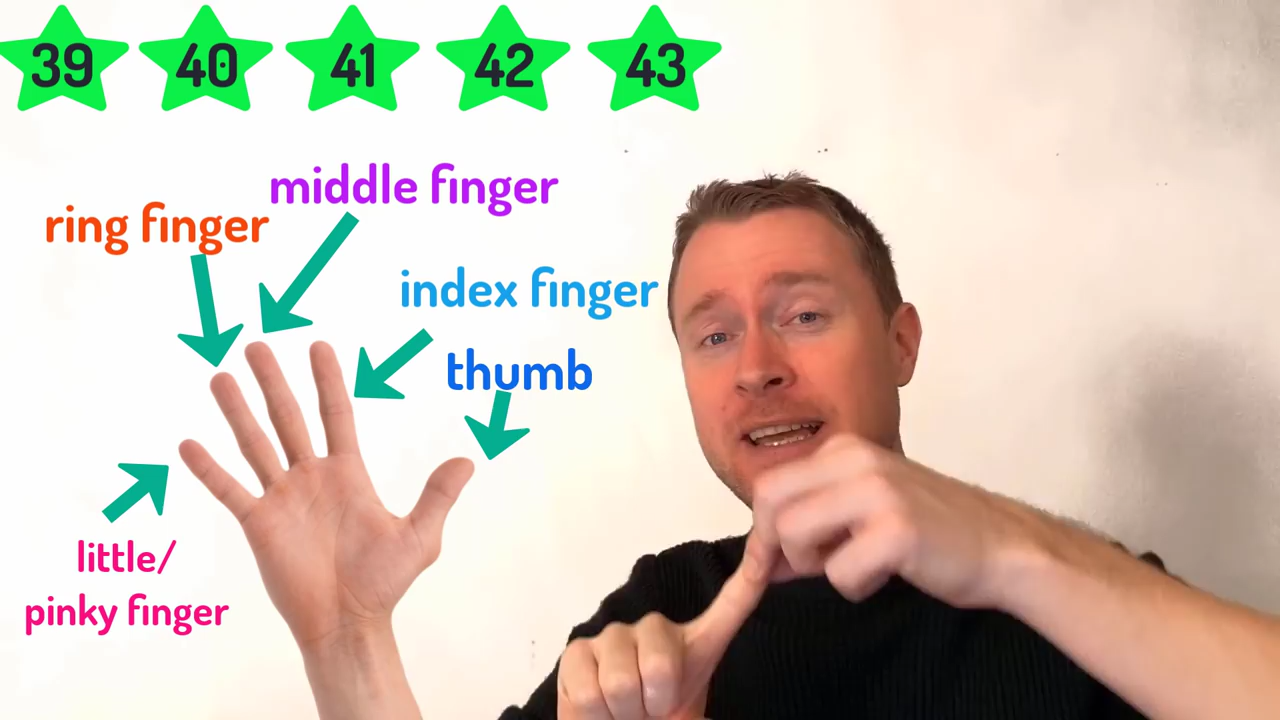 39 40 41 42 43
middle finger
ring finger
index finger
thumb
little/
pinky finger